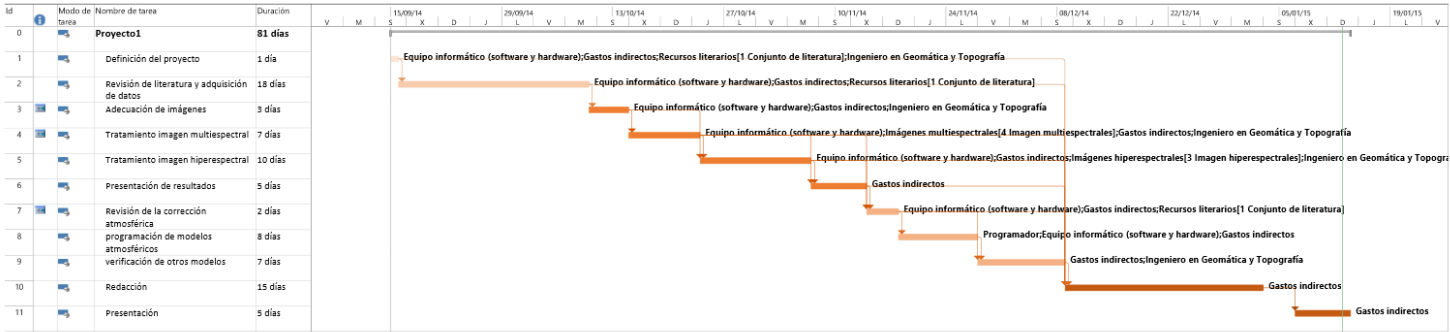 Id Modo de tarea Nombre de tarea Duración
15/09/14 29/09/14 13/10/14 27/10/14 10/11/14 24/11/14 08/12/14 22/12/14 05/01/15 19/01/15
V M S X D J L V M S X D J L V M S X D J L V M S X D J L V
0 Proyecto1 81 días
1 Definición del proyecto 1 día Equipo informático (software y hardware);Gastos indirectos;Recursos literarios[1 Conjunto de literatura];Ingeniero en Geomática y Topografía
2 Revisión de literatura y adquisición de datos 18 días Equipo informático (software y hardware);Gastos indirectos;Recursos literarios[1 Conjunto de literatura]
3 Adecuación de imágenes 3 días Equipo informático (software y hardware);Gastos indirectos;Ingeniero en Geomática y Topografía
4 Tratamiento imagen multiespectral 7 días Equipo informático (software y hardware);Imágenes multiespectrales[4 Imagen multiespectrales];Gastos indirectos;Ingeniero en Geomática y Topografía
5 Tratamiento imagen hiperespectral 10 días Equipo informático (software y hardware);Gastos indirectos;Imágenes hiperespectrales[3 Imagen hiperespectrales];Ingeniero en Geomática y Topogra
6 Presentación de resultados 5 días Gastos indirectos
7 Revisión de la corrección atmosférica 2 días Equipo informático (software y hardware);Gastos indirectos;Recursos literarios[1 Conjunto de literatura]
8 programación de modelos atmosféricos 8 días Programador;Equipo informático (software y hardware);Gastos indirectos
9 verificación de otros modelos 7 días Gastos indirectos;Ingeniero en Geomática y Topografía
10 Redacción 15 días Gastos indirectos
11 Presentación 5 días Gastos indirectos